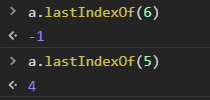 > a.lastIndexOf(6)
<· -1
> a.lastIndexOf(5)
<· 4